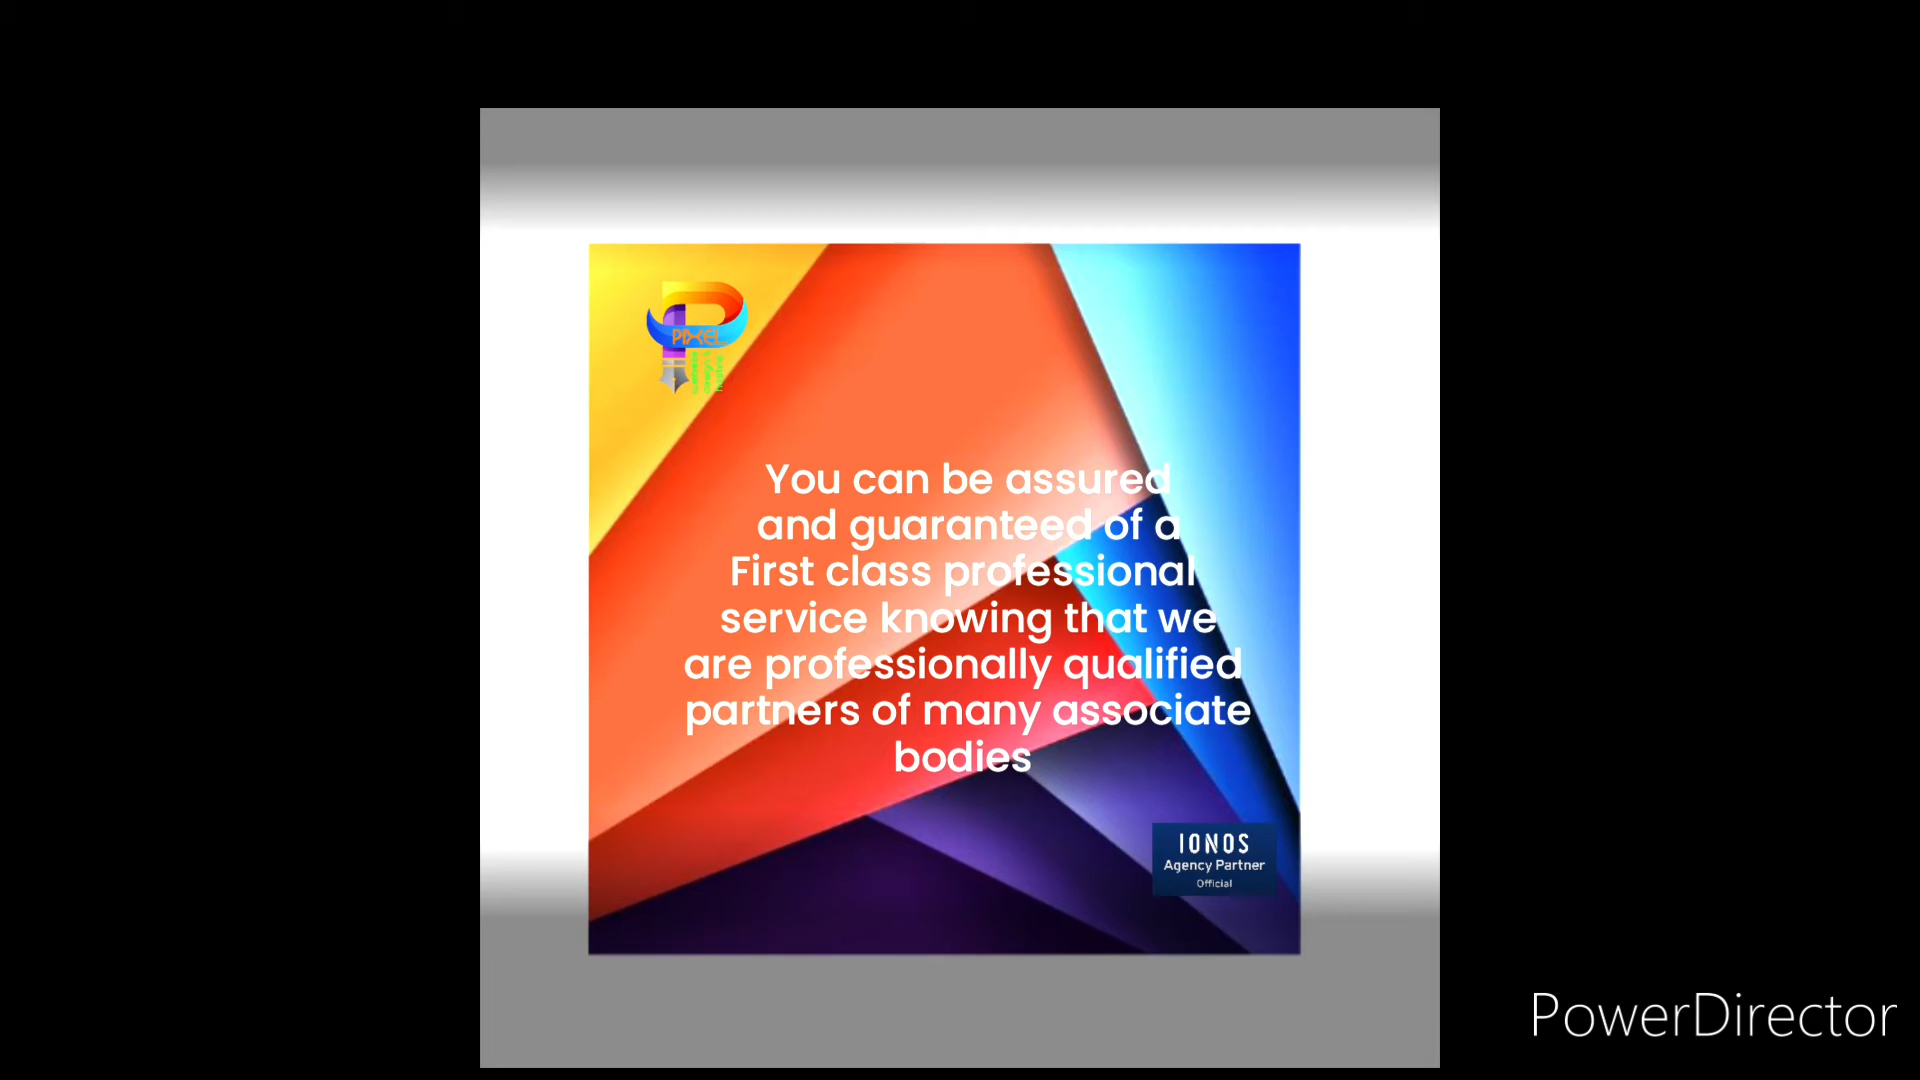 PIXEL
You can be assured
and guaranteed of a
First class professional
service knowing that we
are professionally qualified
partners of many associate
bodies
IONOS
Agency Partner
Official
PowerDirector